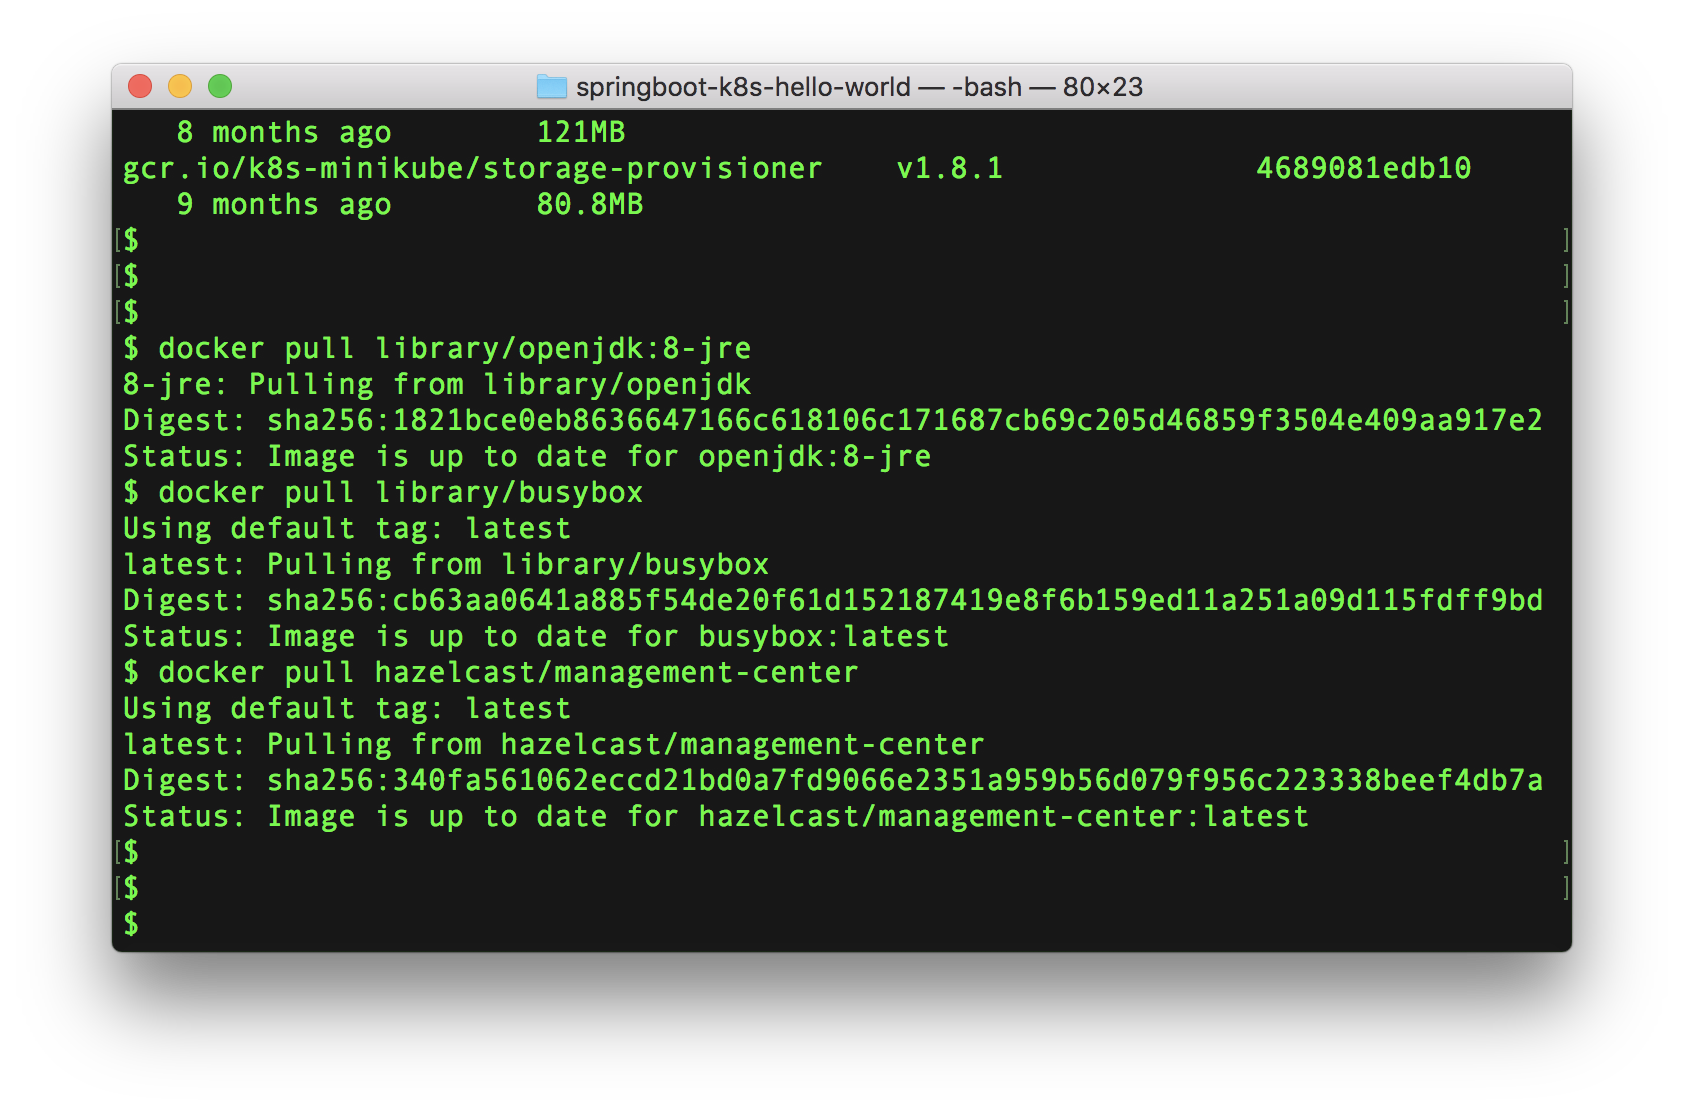 springboot-k8s-hello-world — -bash — 80×23
8 months ago 121MB
gcr.io/k8s-minikube/storage-provisioner v1.8.1 4689081edb10
9 months ago 80.8MB
[$ ]
[$ ]
[$ ]
$ docker pull library/openjdk:8-jre
8-jre: Pulling from library/openjdk
Digest: sha256:1821bce0eb8636647166c618106c171687cb69c205d46859f3504e409aa917e2
Status: Image is up to date for openjdk:8-jre
$ docker pull library/busybox
Using default tag: latest
latest: Pulling from library/busybox
Digest: sha256:cb63aa0641a885f54de20f61d152187419e8f6b159ed11a251a09d115fdff9bd
Status: Image is up to date for busybox:latest
$ docker pull hazelcast/management-center
Using default tag: latest
latest: Pulling from hazelcast/management-center
Digest: sha256:340fa561062eccd21bd0a7fd9066e2351a959b56d079f956c223338beef4db7a
Status: Image is up to date for hazelcast/management-center:latest
[$ ]
[$ ]
$